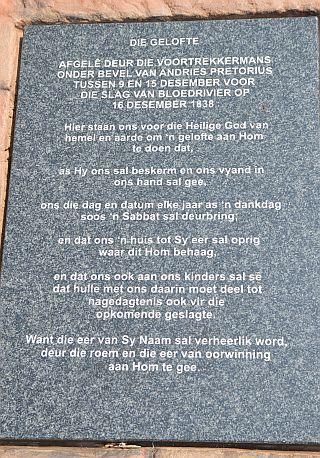 DIE GELOFTE
AFGELÊ DEUR DIE VOORTREKKERMANS
ONDER BEVEL VAN ANDRIES PRETORIUS
TUSSEN 9 EN 15 DESEMBER VOOR
DIE SLAG VAN BLOEDRIVIER OP
16 DESEMBER 1838
Hier staan ons voor die Heilige God van
hemel en aarde om 'n gelofte aan Hom
te doen dat,
as Hy ons sal beskerm en ons vyand in
ons hand sal gee,
ons die dag en datum elke jaar as 'n dankdag
soos 'n Sabbat sal deurbring;
en dat ons 'n huis tot Sy eer sal oprig
waar dit Hom behaag,
en dat ons ook aan ons kinders sal sê
dat hulle met ons daarin moet deel tot
nagedagtenis ook vir die
opkomende geslagte.
Want die eer van Sy Naam sal verheerlik word,
deur die roem en die eer van oorwinning
aan Hom te gee.